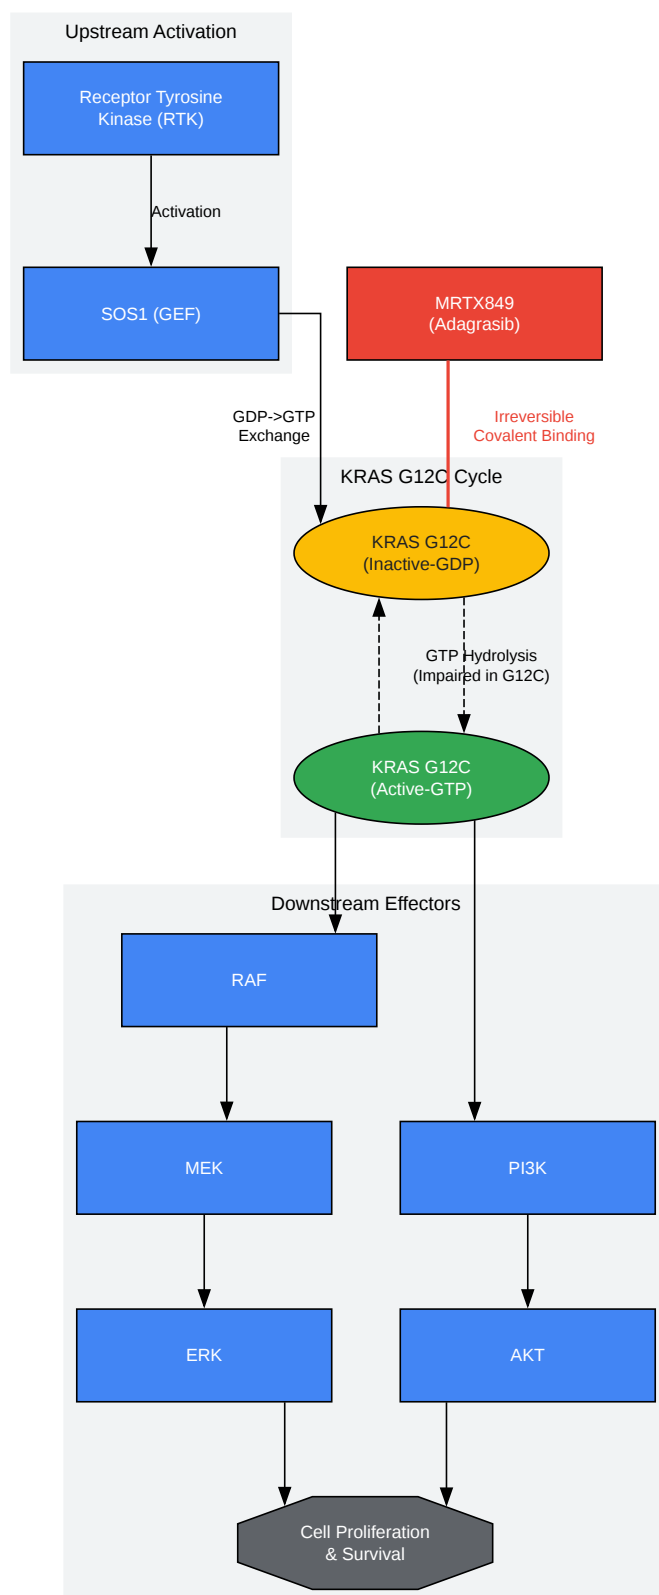 Upstream Activation
Receptor Tyrosine
Kinase (RTK)
Activation
SOS1 (GEF)
MRTX849
(Adagrasib)
GDP->GTP
Exchange
Irreversible
Covalent Binding
KRAS G12C Cycle
KRAS G12C
(Inactive-GDP)
GTP Hydrolysis
(Impaired in G12C)
KRAS G12C
(Active-GTP)
Downstream Effectors
RAF
MEK
PI3K
ERK
AKT
Cell Proliferation
& Survival